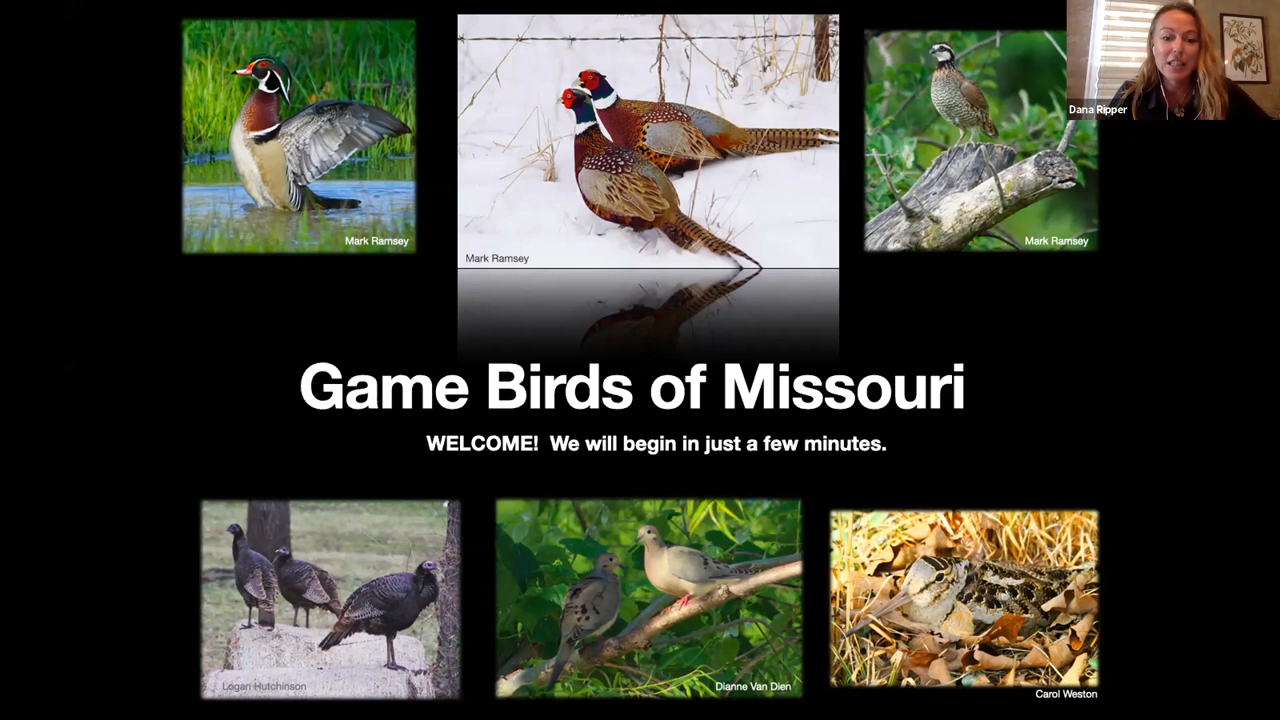 Dana Ripper
Mark Ramsey
Mark Ramsey
Mark Ramsey
Game Birds of Missouri
WELCOME! We will begin in just a few minutes.
Logan Hutchinson
Dianne Van Dien
Carol Weston